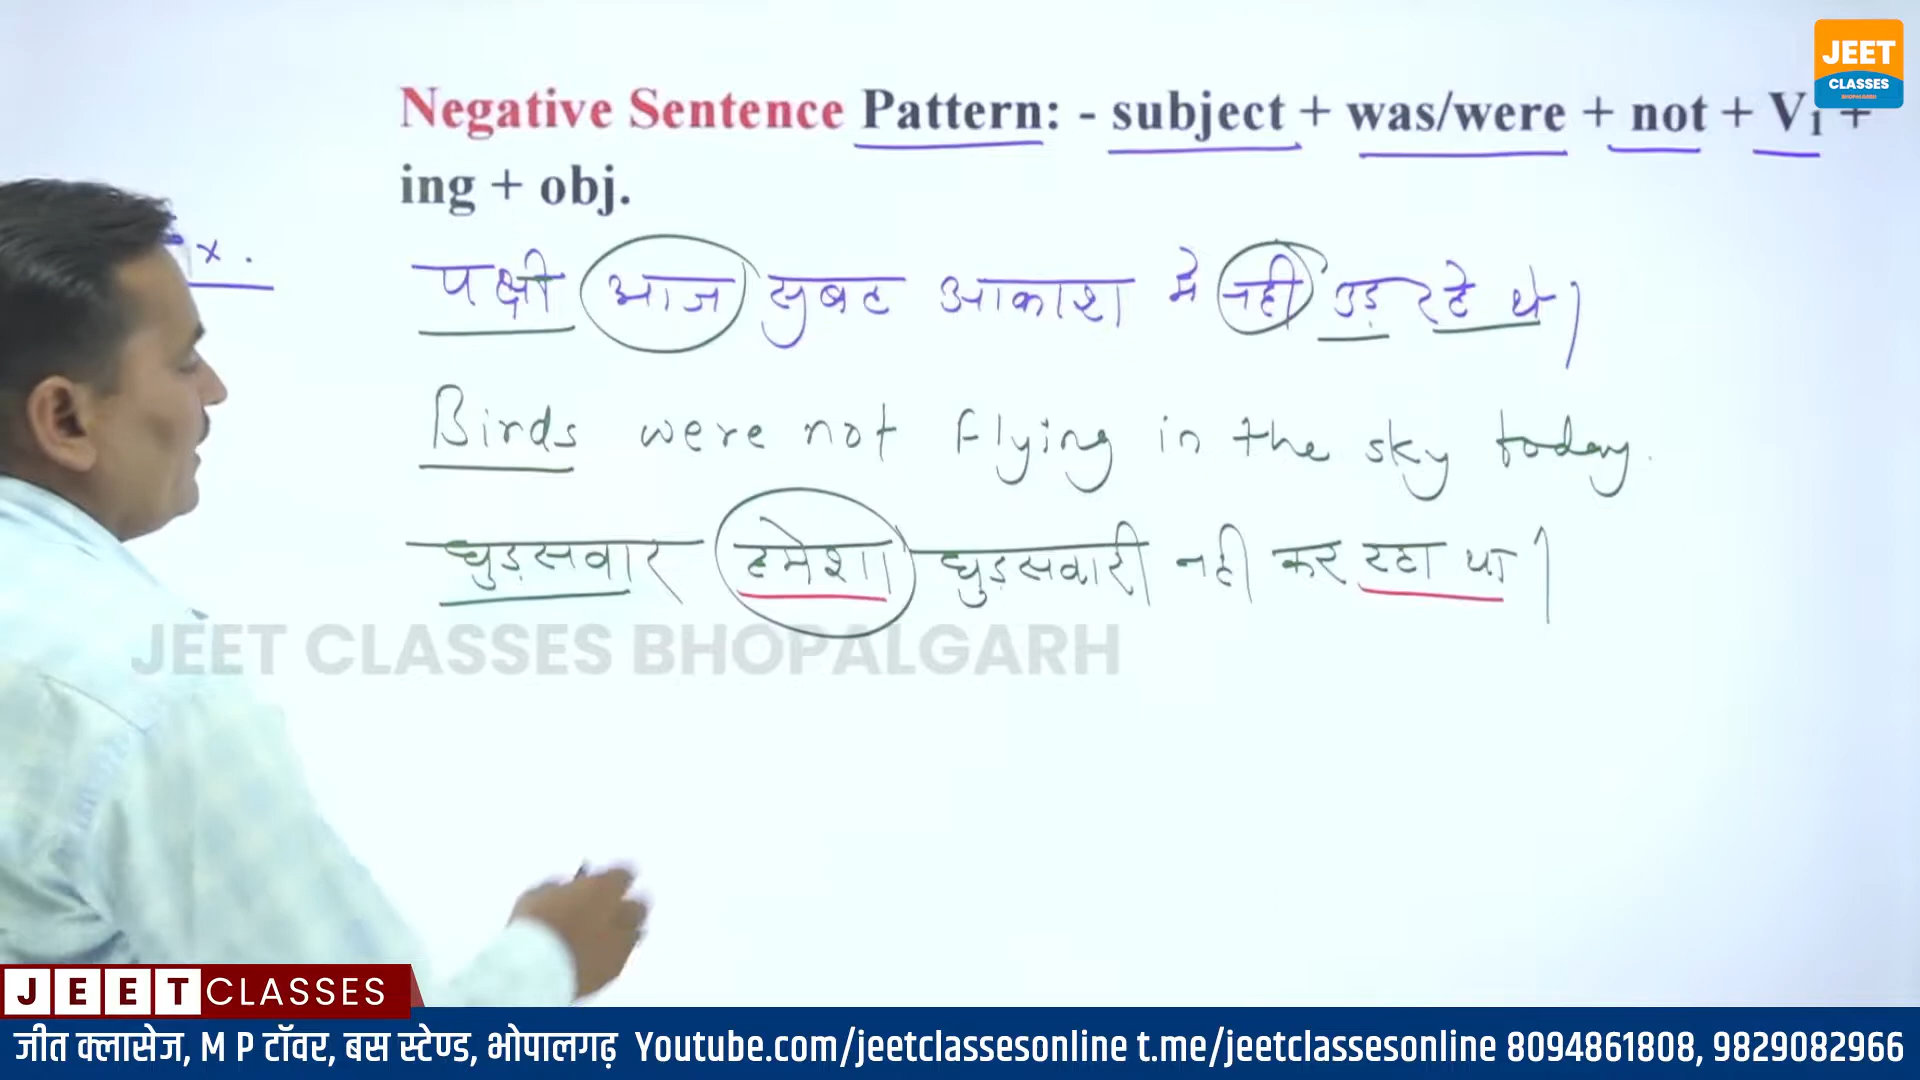 JEET
CLASSES
BHOPALGARH
Negative Sentence Pattern: - subject + was/were + not + V1 +
ing + obj.
Ex.
पक्षी आज सुबह आकाश मे नही उड़ रहे थे।
Birds were not flying in the sky today.
घुड़सवार हमेशा घुड़सवारी नही कर रहा था।
JEET CLASSES BHOPALGARH
JEET CLASSES
जीत क्लासेज, M P टॉवर, बस स्टेण्ड, भोपालगढ़ Youtube.com/jeetclassesonline t.me/jeetclassesonline 8094861808, 9829082966